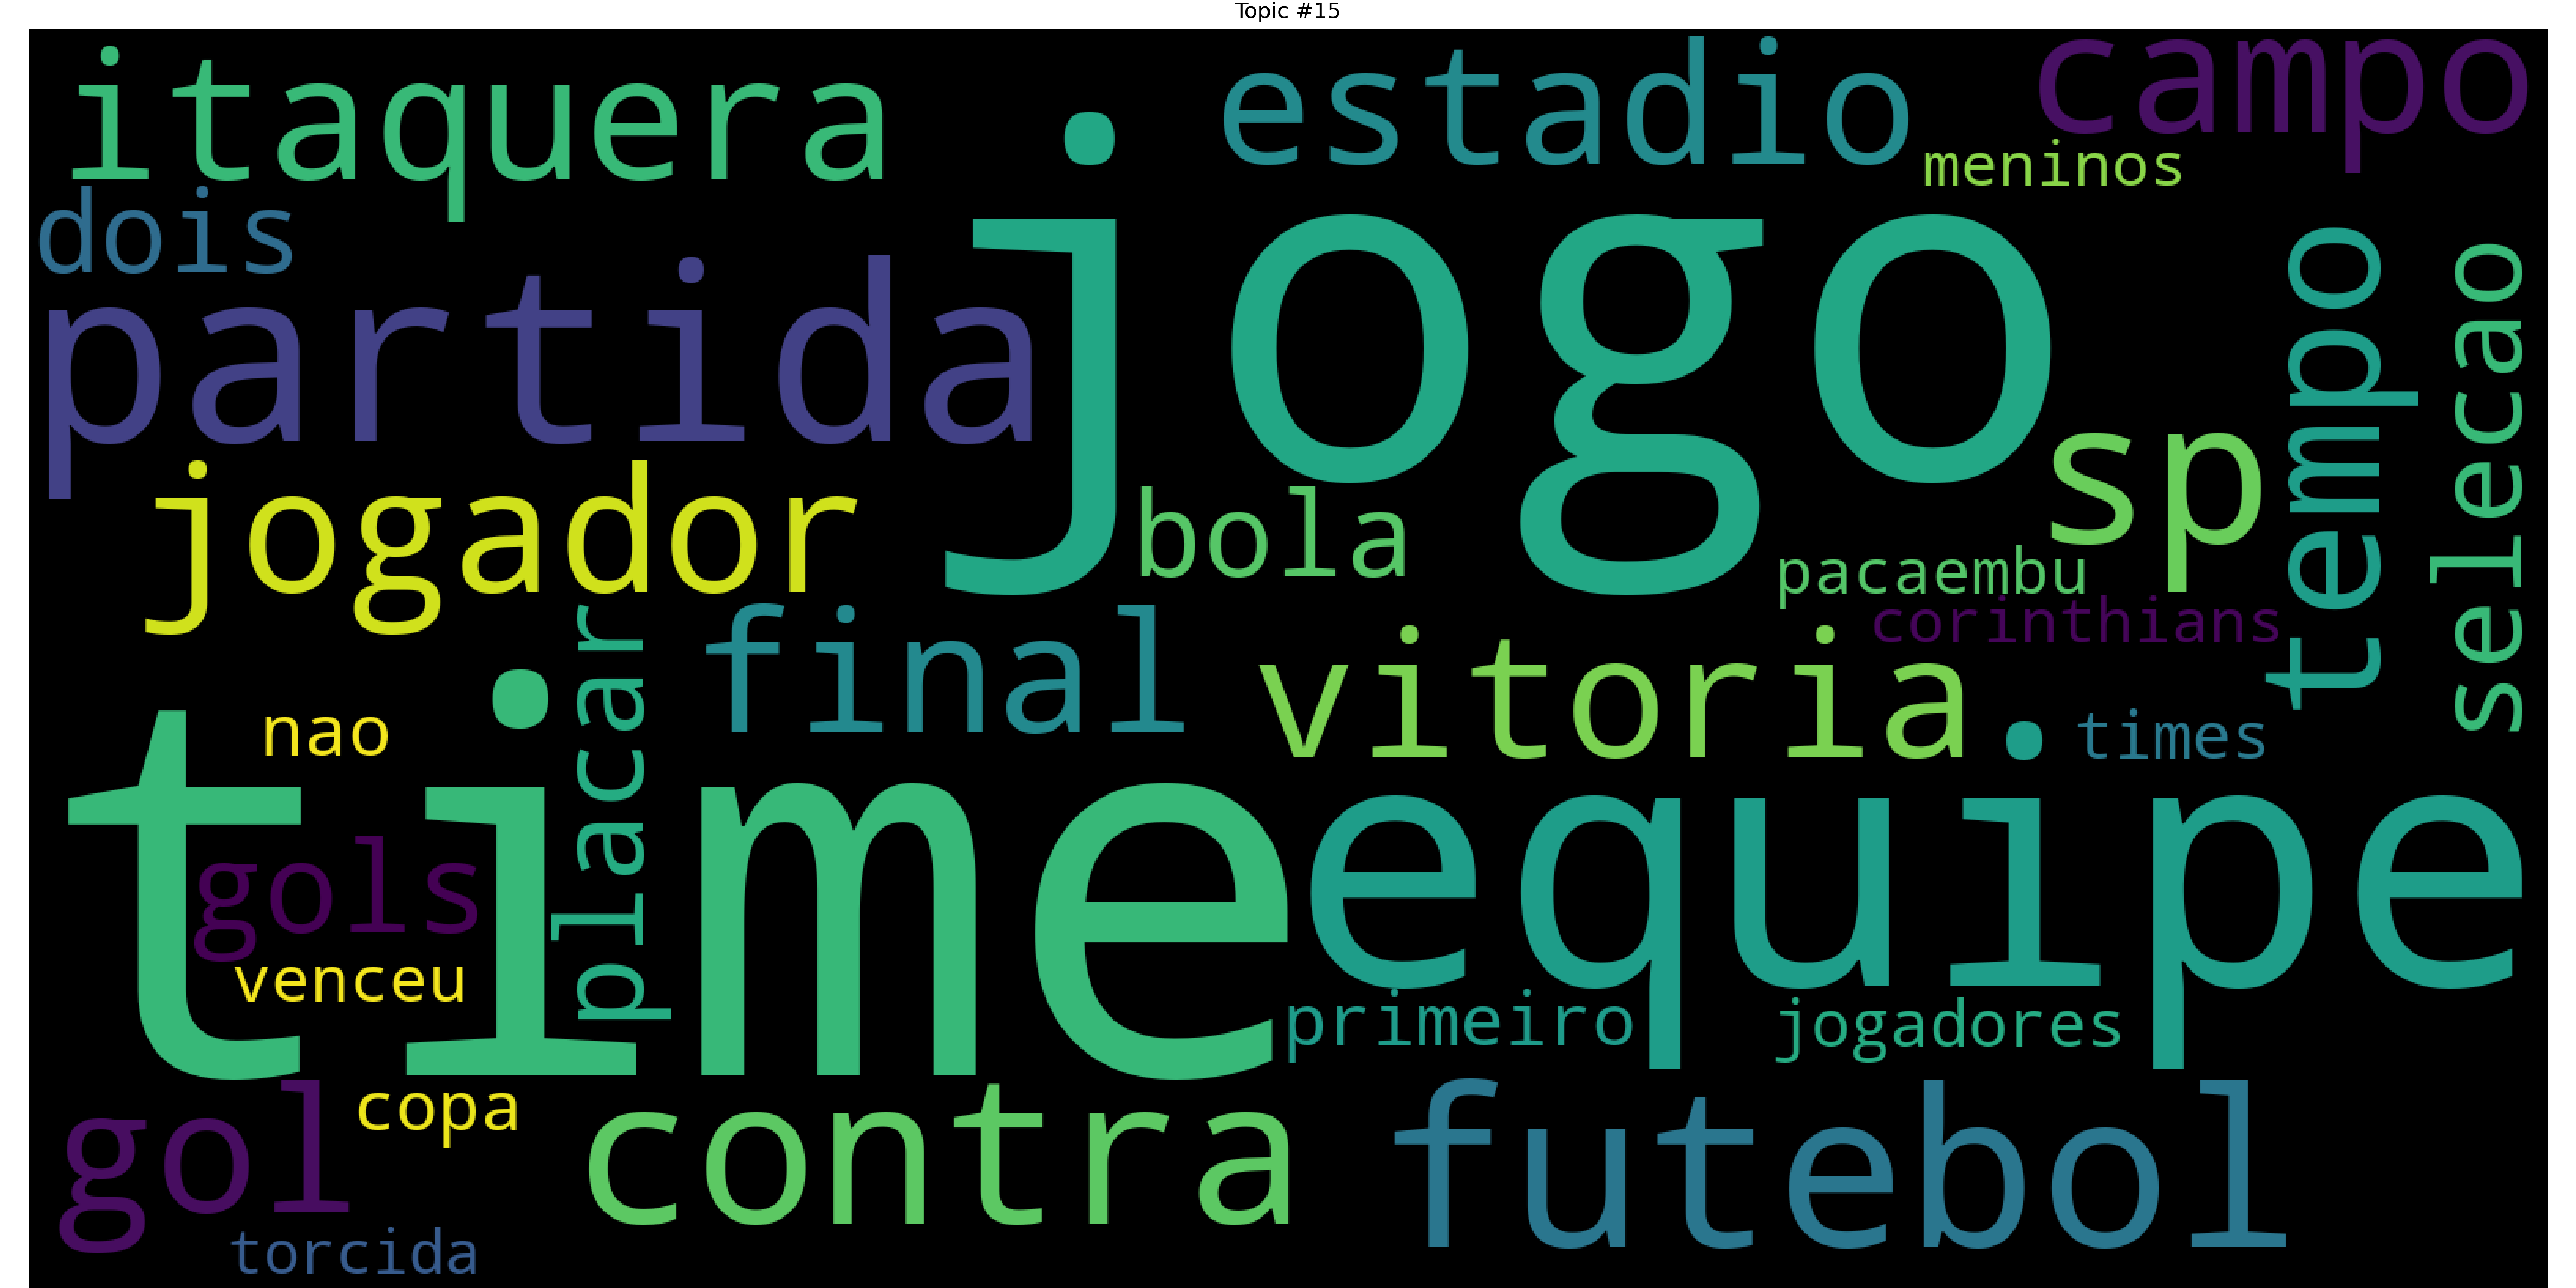 Topic #15
itaquera
estadio
campo
meninos
dois
jogo
partida
tempo
selecao
sp
jogador
bola
pacaembu
corinthians
placar
final
vitoria
nao
times
time
equipe
gols
venceu
primeiro
jogadores
copa
gol
contra
futebol
torcida